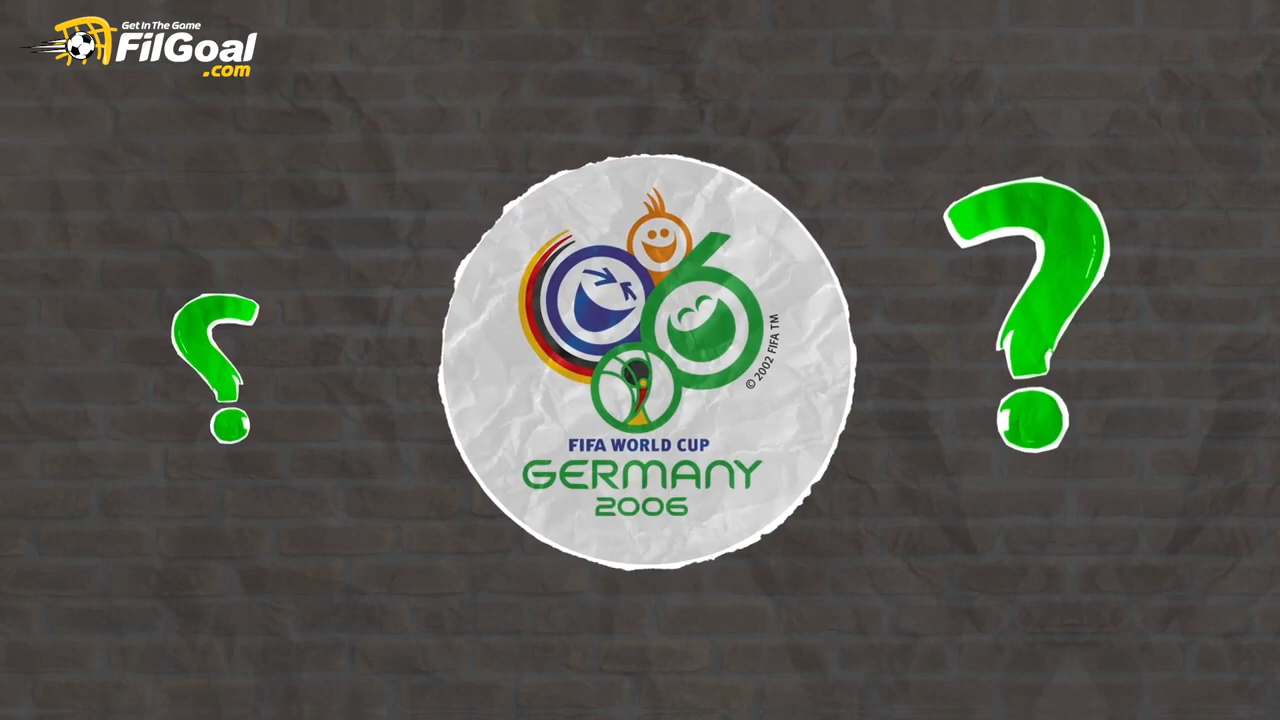 Get In The Game
FilGoal
.com
© 2002 FIFA TM
FIFA WORLD CUP
GERMANY
2006
؟
?